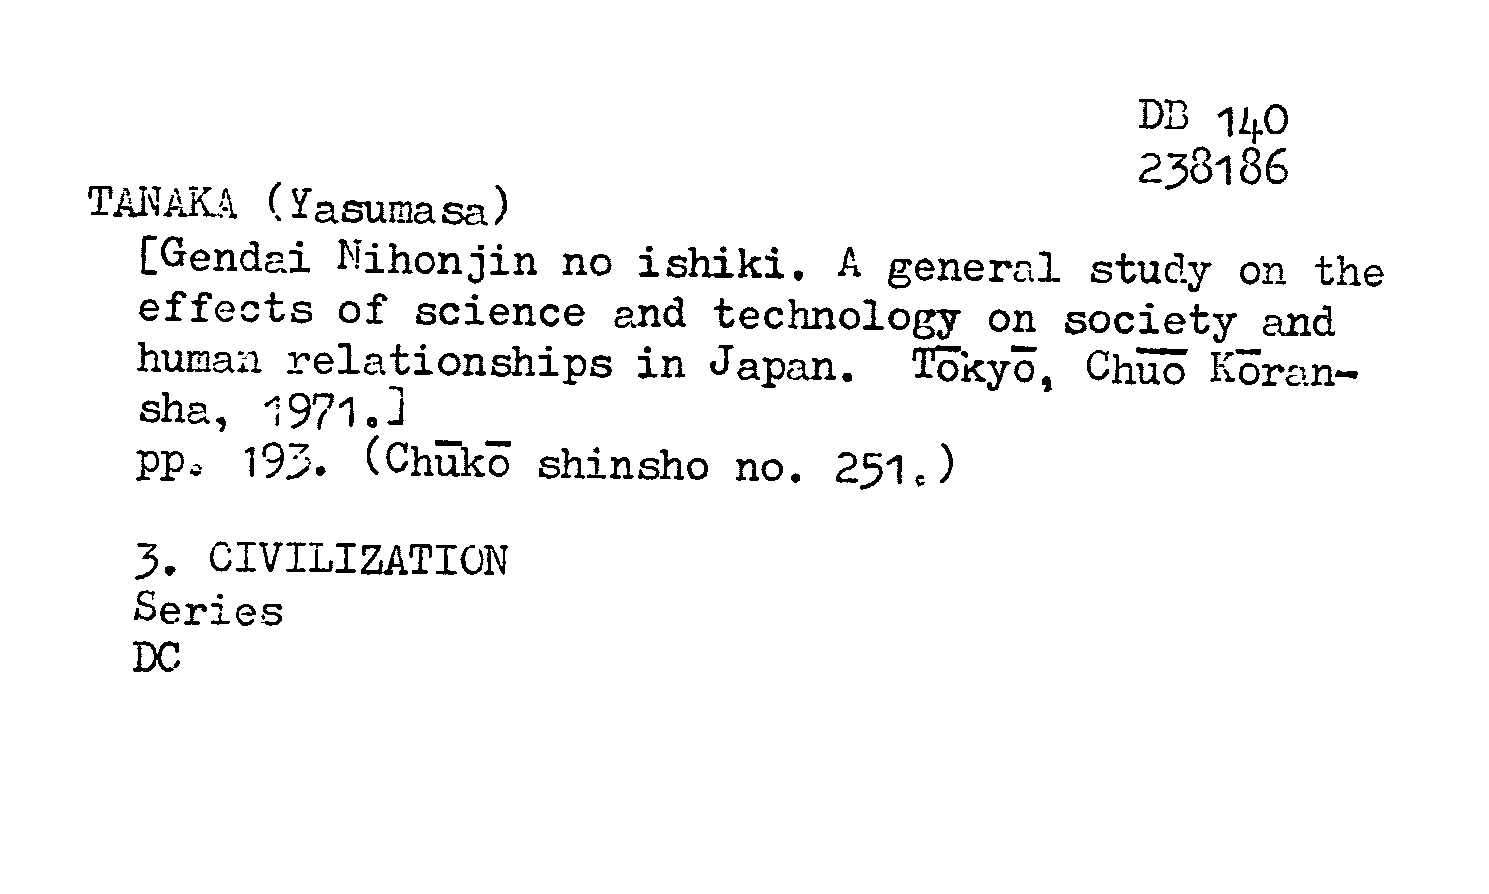 DB 140
238186
TANAKA (Yasumasa)
[Gendai Nihonjin no ishiki. A general study on the
effects of science and technology on society and
human relationships in Japan. Tōkyō, Chūō Kōran-
sha, 1971.]
pp. 193. (Chūkō shinsho no. 251.)
3. CIVILIZATION
Series
DC